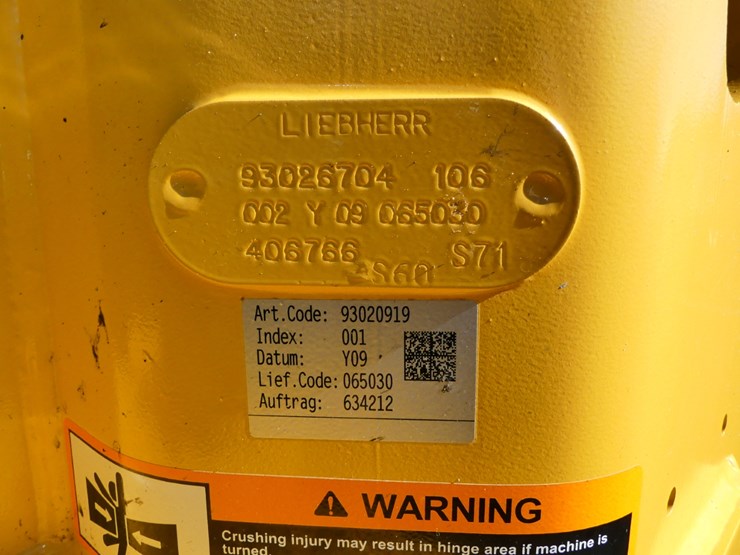 LIEBHERR
93026704 106
002 Y 09 065030
406766 S60 S71
Art.Code: 93020919
Index: 001
Datum: Y09
Lief.Code: 065030
Auftrag: 634212
WARNING
Crushing injury may result in hinge area if machine is
turned.